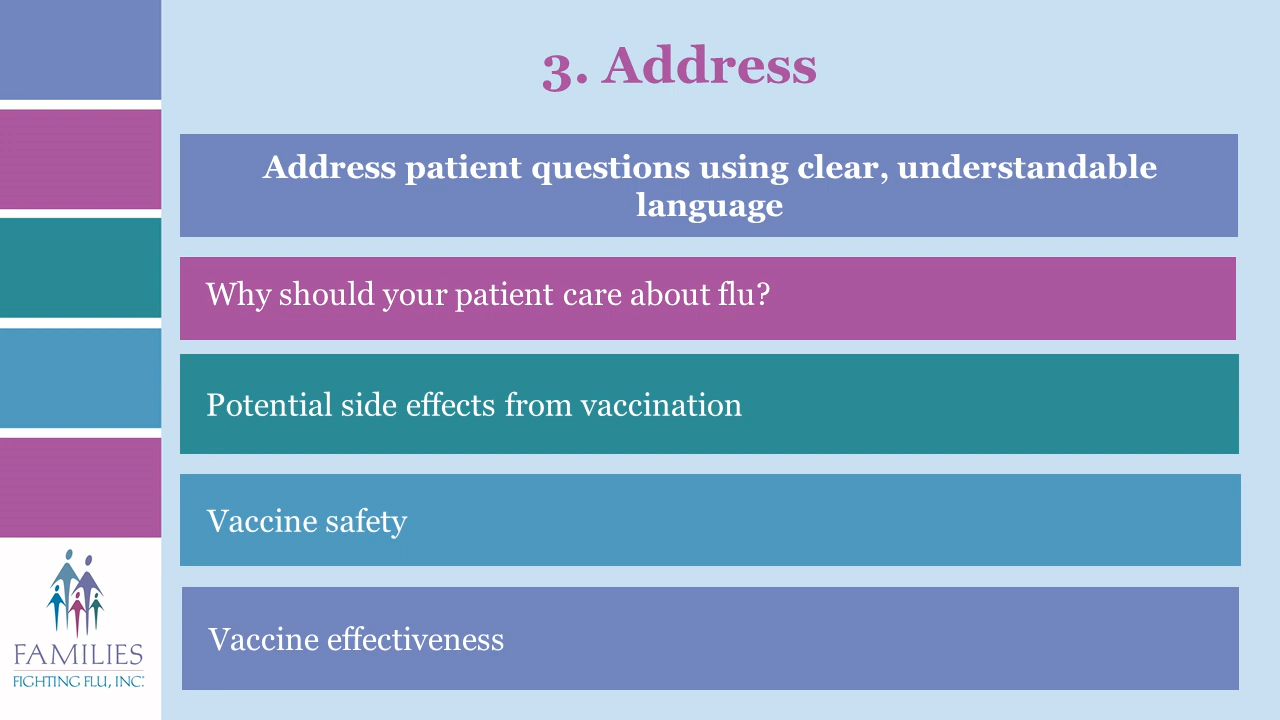 3. Address
Address patient questions using clear, understandable
language
Why should your patient care about flu?
Potential side effects from vaccination
Vaccine safety
Vaccine effectiveness
FAMILIES
FIGHTING FLU, INC.